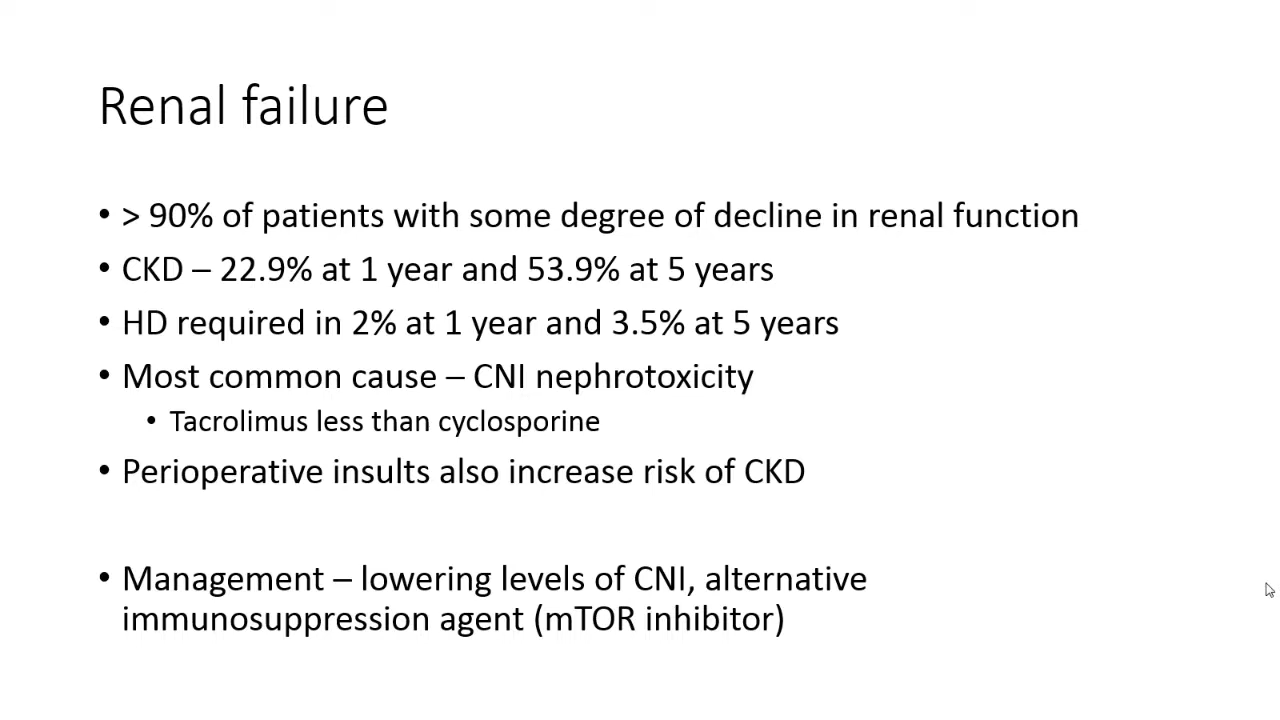 Renal failure
• > 90% of patients with some degree of decline in renal function
• CKD – 22.9% at 1 year and 53.9% at 5 years
• HD required in 2% at 1 year and 3.5% at 5 years
• Most common cause – CNI nephrotoxicity
• Tacrolimus less than cyclosporine
• Perioperative insults also increase risk of CKD
• Management – lowering levels of CNI, alternative
immunosuppression agent (mTOR inhibitor)